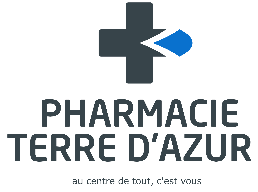 PHARMACIE
TERRE D'AZUR
au centre de tout, c'est vous